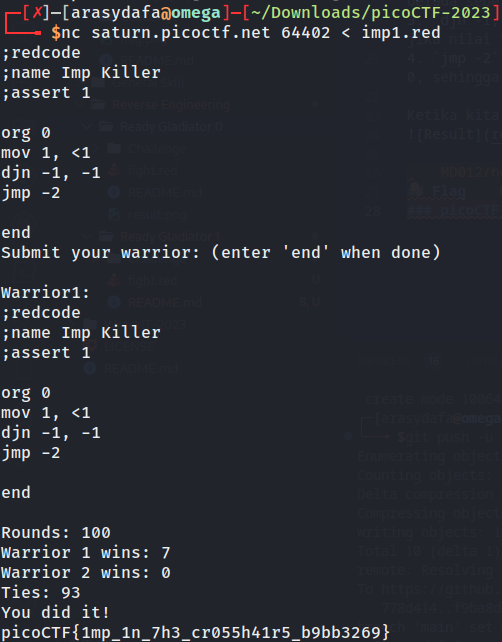 [✗]─[arasydafa@omega]─[~/Downloads/picoCTF-2023]
$nc saturn.picoctf.net 64402 < imp1.red
;redcode
;name Imp Killer
;assert 1

org 0
mov 1, <1
djn -1, -1
jmp -2

end
Submit your warrior: (enter 'end' when done)

Warrior1:
;redcode
;name Imp Killer
;assert 1

org 0
mov 1, <1
djn -1, -1
jmp -2

end

Rounds: 100
Warrior 1 wins: 7
Warrior 2 wins: 0
Ties: 93
You did it!
picoCTF{1mp_1n_7h3_cr055h41r5_b9bb3269}